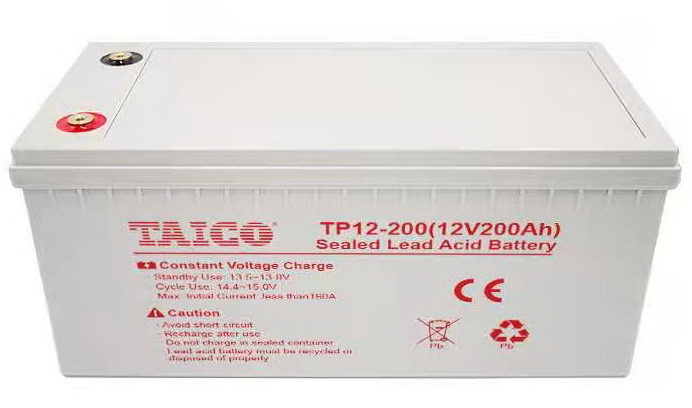 TAICO
TP12-200(12V200Ah)
Sealed Lead Acid Battery
Constant Voltage Charge
Standby Use: 13.5~13.8V
Cycle Use: 14.4~15.0V
Max. Initial Current: less than
Caution
- Avoid short circuit
- Recharge after use
- Do not charge in sealed container
- Lead acid battery must be recycled or
disposed of properly
CE
Pb
Pb